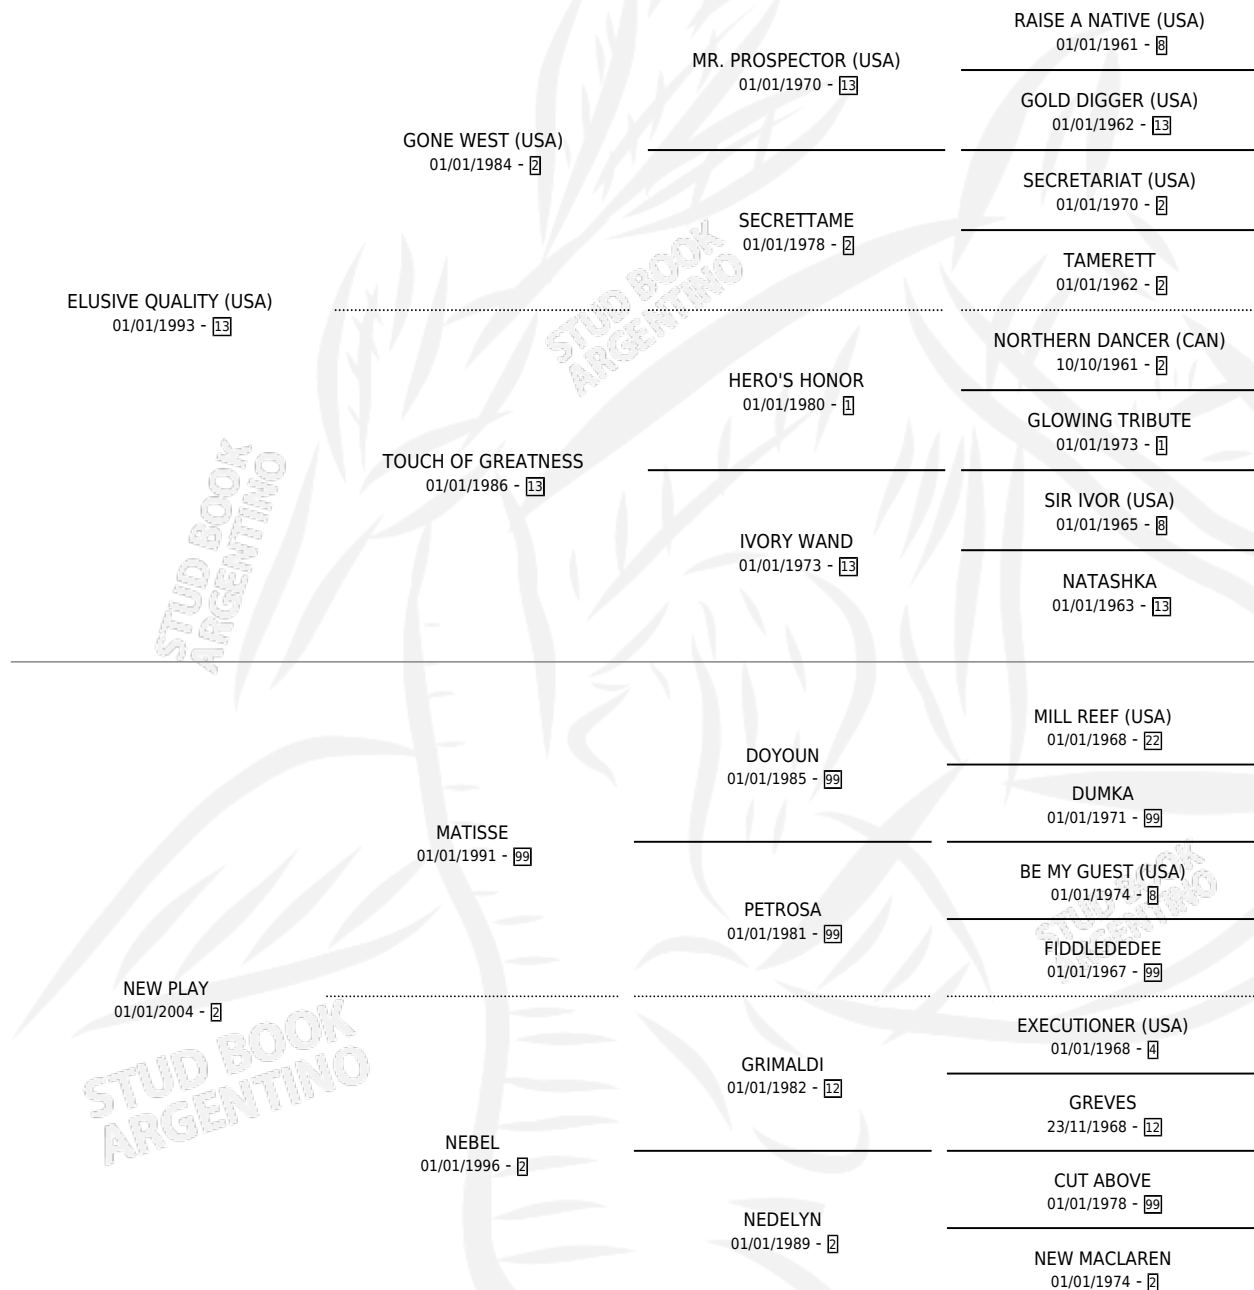 RAISE A NATIVE (USA)
01/01/1961 - 8
MR. PROSPECTOR (USA)
01/01/1970 - 13
GOLD DIGGER (USA)
01/01/1962 - 13
GONE WEST (USA)
01/01/1984 - 2
SECRETARIAT (USA)
01/01/1970 - 2
SECRETTAME
01/01/1978 - 2
TAMERETT
01/01/1962 - 2
ELUSIVE QUALITY (USA)
01/01/1993 - 13
NORTHERN DANCER (CAN)
10/10/1961 - 2
HERO'S HONOR
01/01/1980 - 1
GLOWING TRIBUTE
01/01/1973 - 1
TOUCH OF GREATNESS
01/01/1986 - 13
SIR IVOR (USA)
01/01/1965 - 8
IVORY WAND
01/01/1973 - 13
NATASHKA
01/01/1963 - 13
MILL REEF (USA)
01/01/1968 - 22
DOYOUN
01/01/1985 - 99
DUMKA
01/01/1971 - 99
MATISSE
01/01/1991 - 99
BE MY GUEST (USA)
01/01/1974 - 8
PETROSA
01/01/1981 - 99
FIDDLEDEDEE
01/01/1967 - 99
NEW PLAY
01/01/2004 - 2
EXECUTIONER (USA)
01/01/1968 - 4
GRIMALDI
01/01/1982 - 12
GREVES
23/11/1968 - 12
NEBEL
01/01/1996 - 2
CUT ABOVE
01/01/1978 - 99
NEDELYN
01/01/1989 - 2
NEW MACLAREN
01/01/1974 - 2
STUD BOOK
ARGENTINO
STUD BOOK
ARGENTINO
STUD BOOK
ARGENTINO
STUD BOOK
ARGENTINO